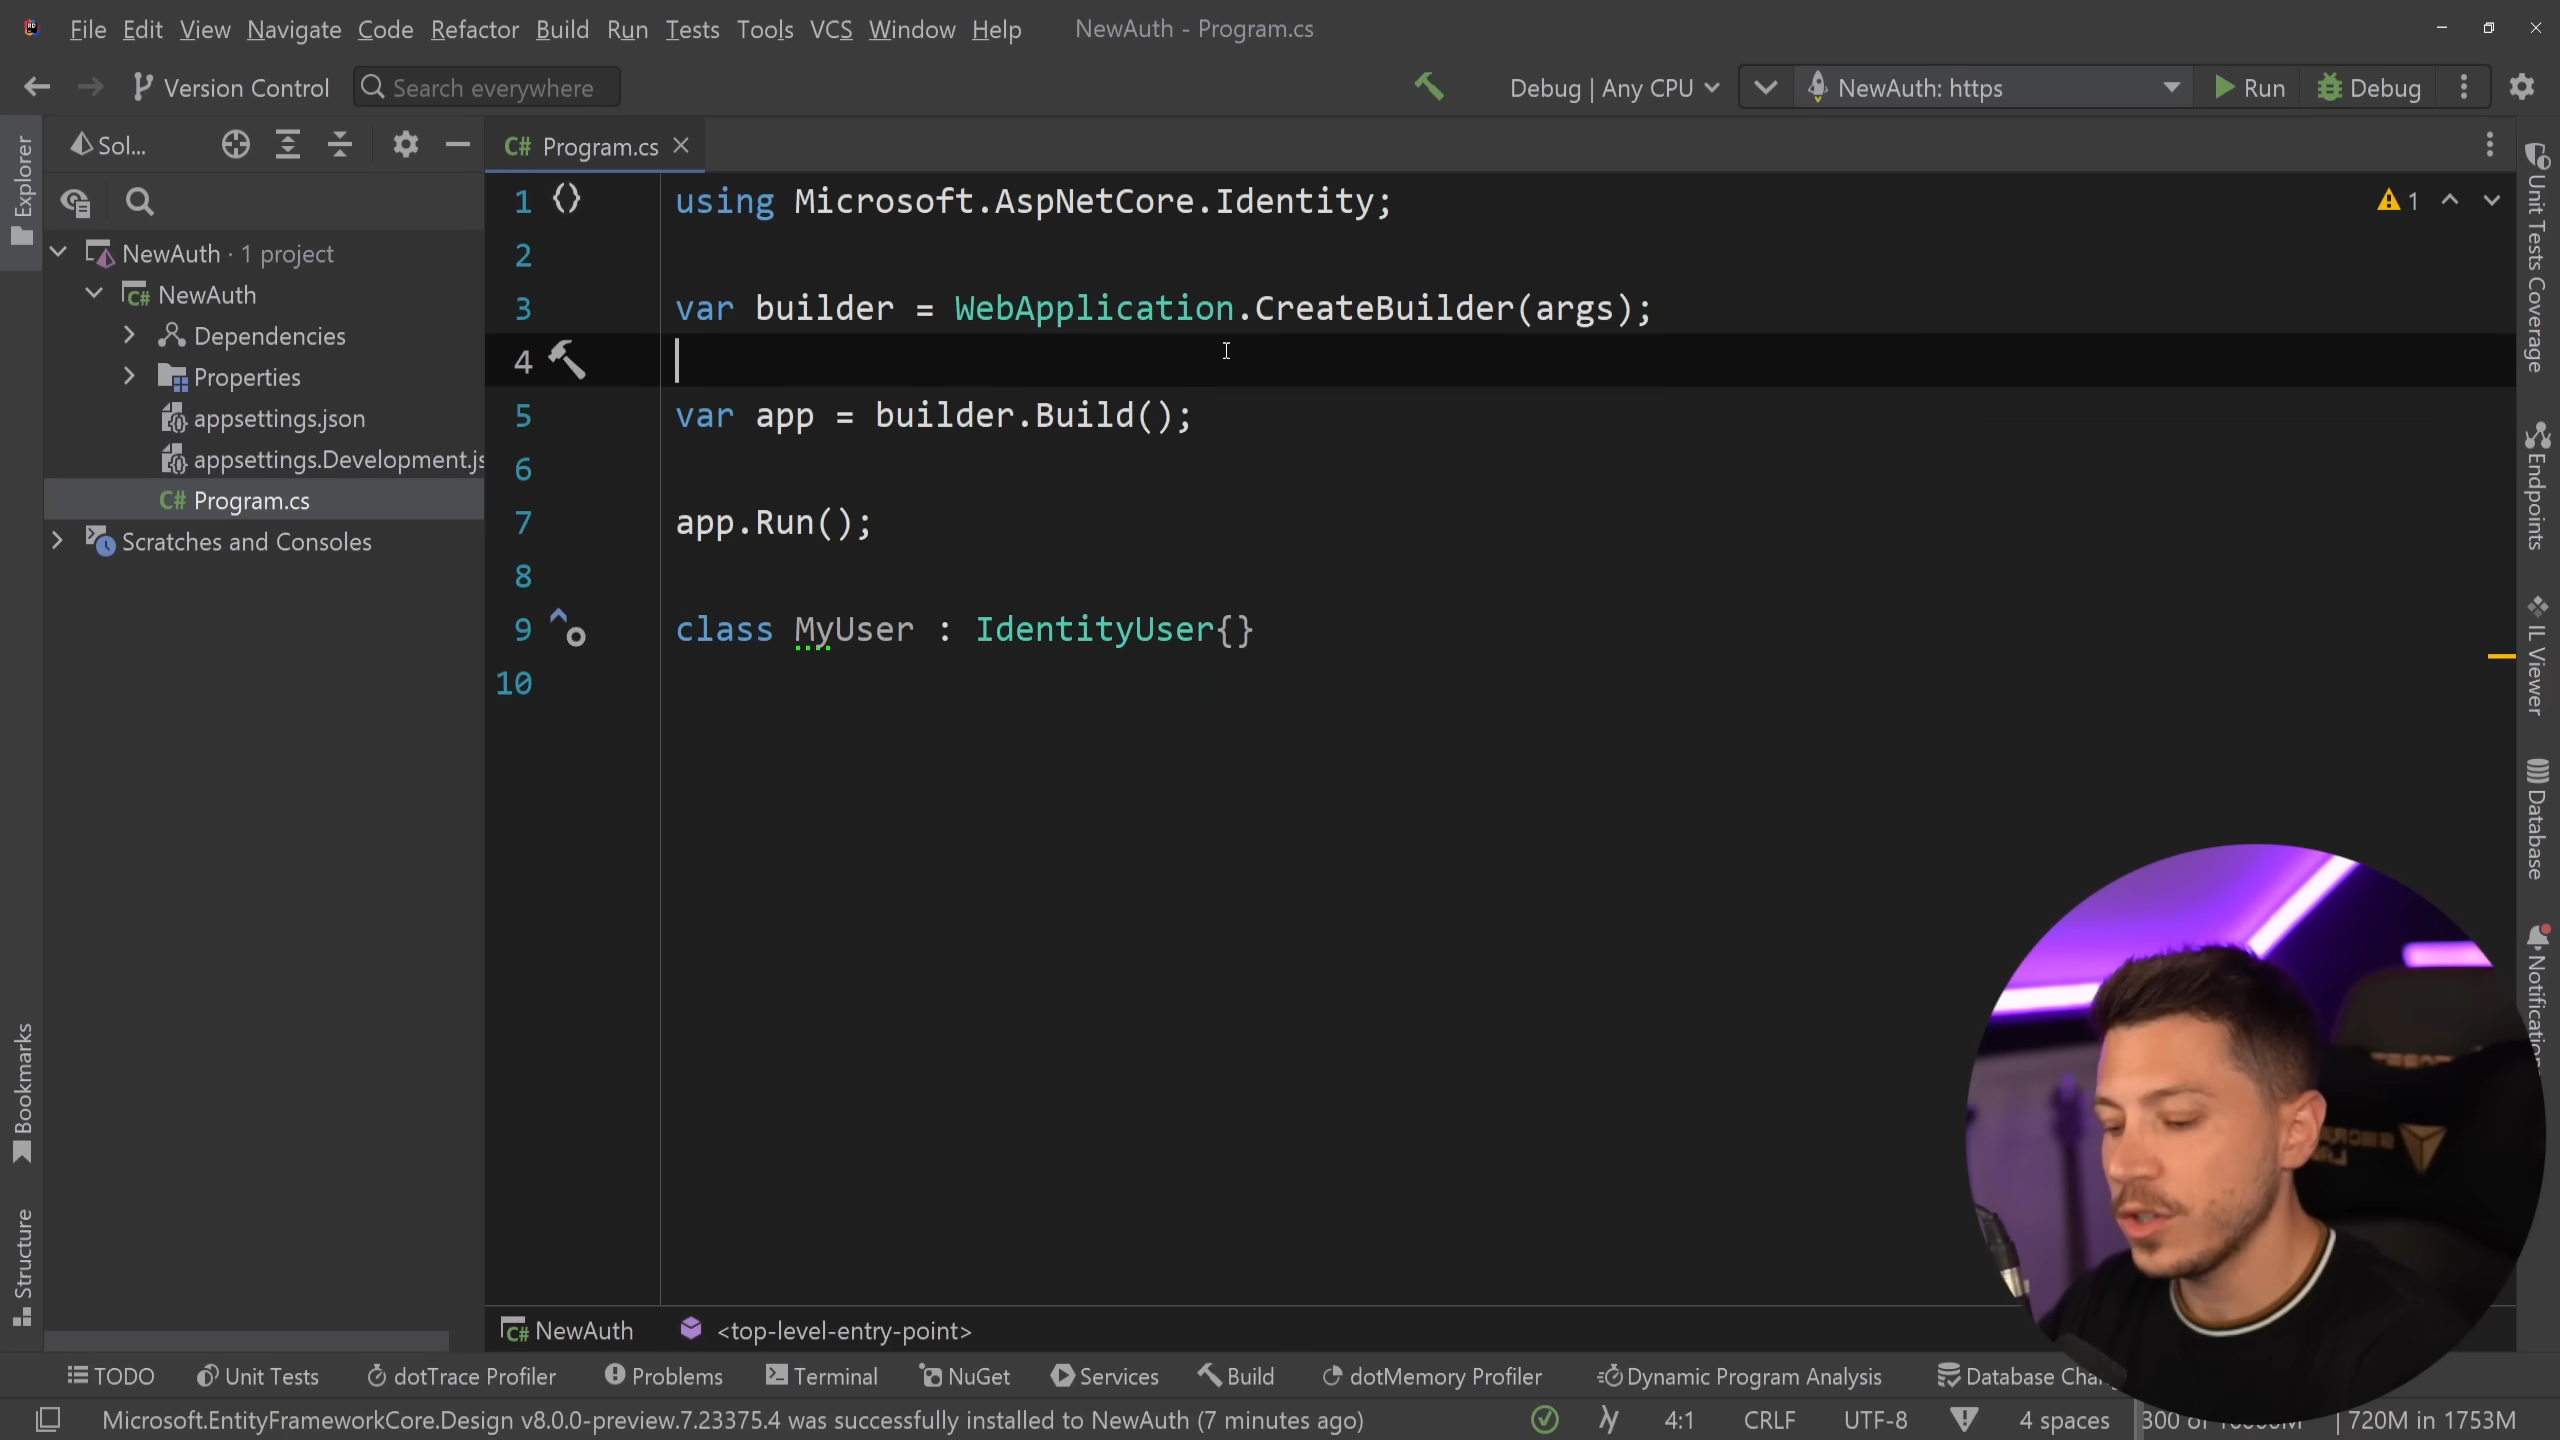 File Edit View Navigate Code Refactor Build Run Tests Tools VCS Window Help NewAuth - Program.cs
Version Control Search everywhere Debug | Any CPU NewAuth: https Run Debug
Explorer
Sol...
NewAuth · 1 project
NewAuth
Dependencies
Properties
appsettings.json
appsettings.Development.js
Program.cs
Scratches and Consoles
Bookmarks
Structure
C# Program.cs
1 using Microsoft.AspNetCore.Identity;
2
3 var builder = WebApplication.CreateBuilder(args);
4
5 var app = builder.Build();
6
7 app.Run();
8
9 class MyUser : IdentityUser{}
10
1
Unit Tests Coverage
Endpoints
IL Viewer
Database
Notifications
NewAuth <top-level-entry-point>
TODO Unit Tests dotTrace Profiler Problems Terminal NuGet Services Build dotMemory Profiler Dynamic Program Analysis Database Chan
Microsoft.EntityFrameworkCore.Design v8.0.0-preview.7.23375.4 was successfully installed to NewAuth (7 minutes ago) 4:1 CRLF UTF-8 4 spaces 300 of 720M in 1753M